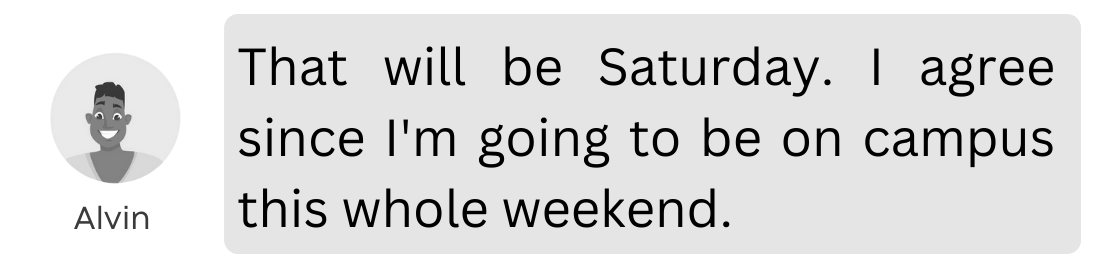 That will be Saturday. I agree
since I'm going to be on campus
this whole weekend.
Alvin